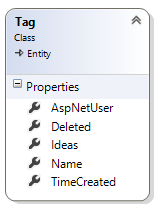 Tag
Class
Entity
Properties
AspNetUser
Deleted
Ideas
Name
TimeCreated